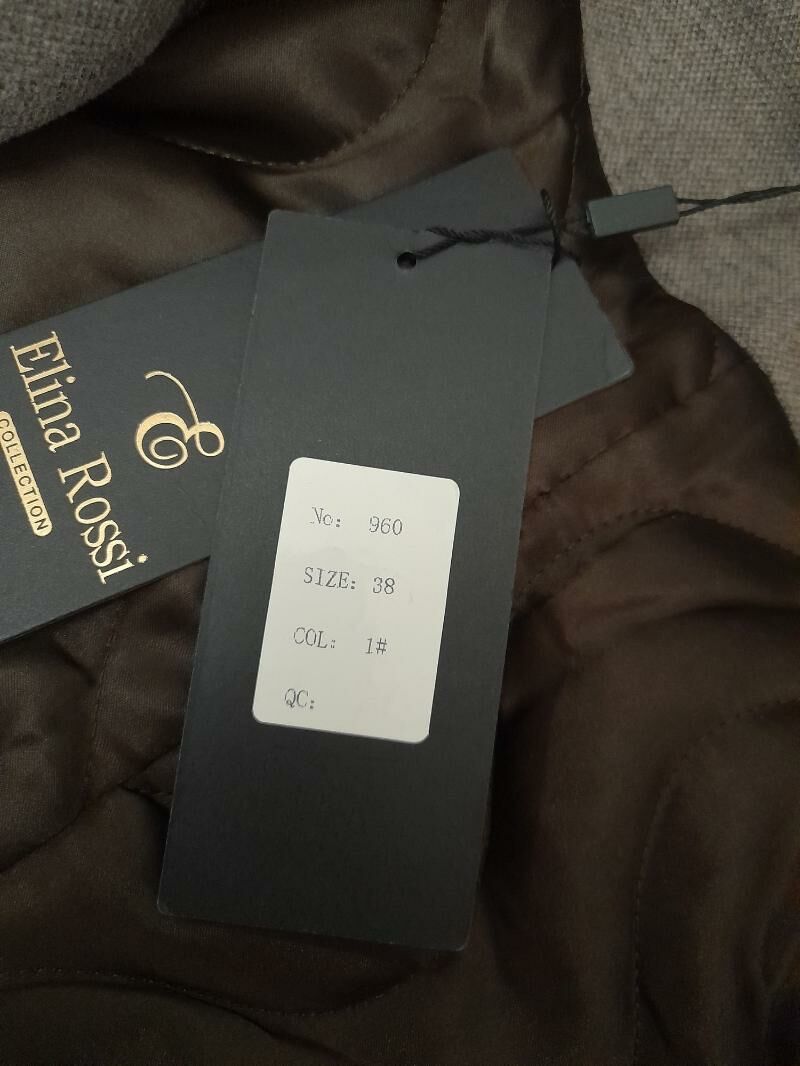 E
Elina Rossi
COLLECTION
No: 960
SIZE: 38
COL: 1#
QC: